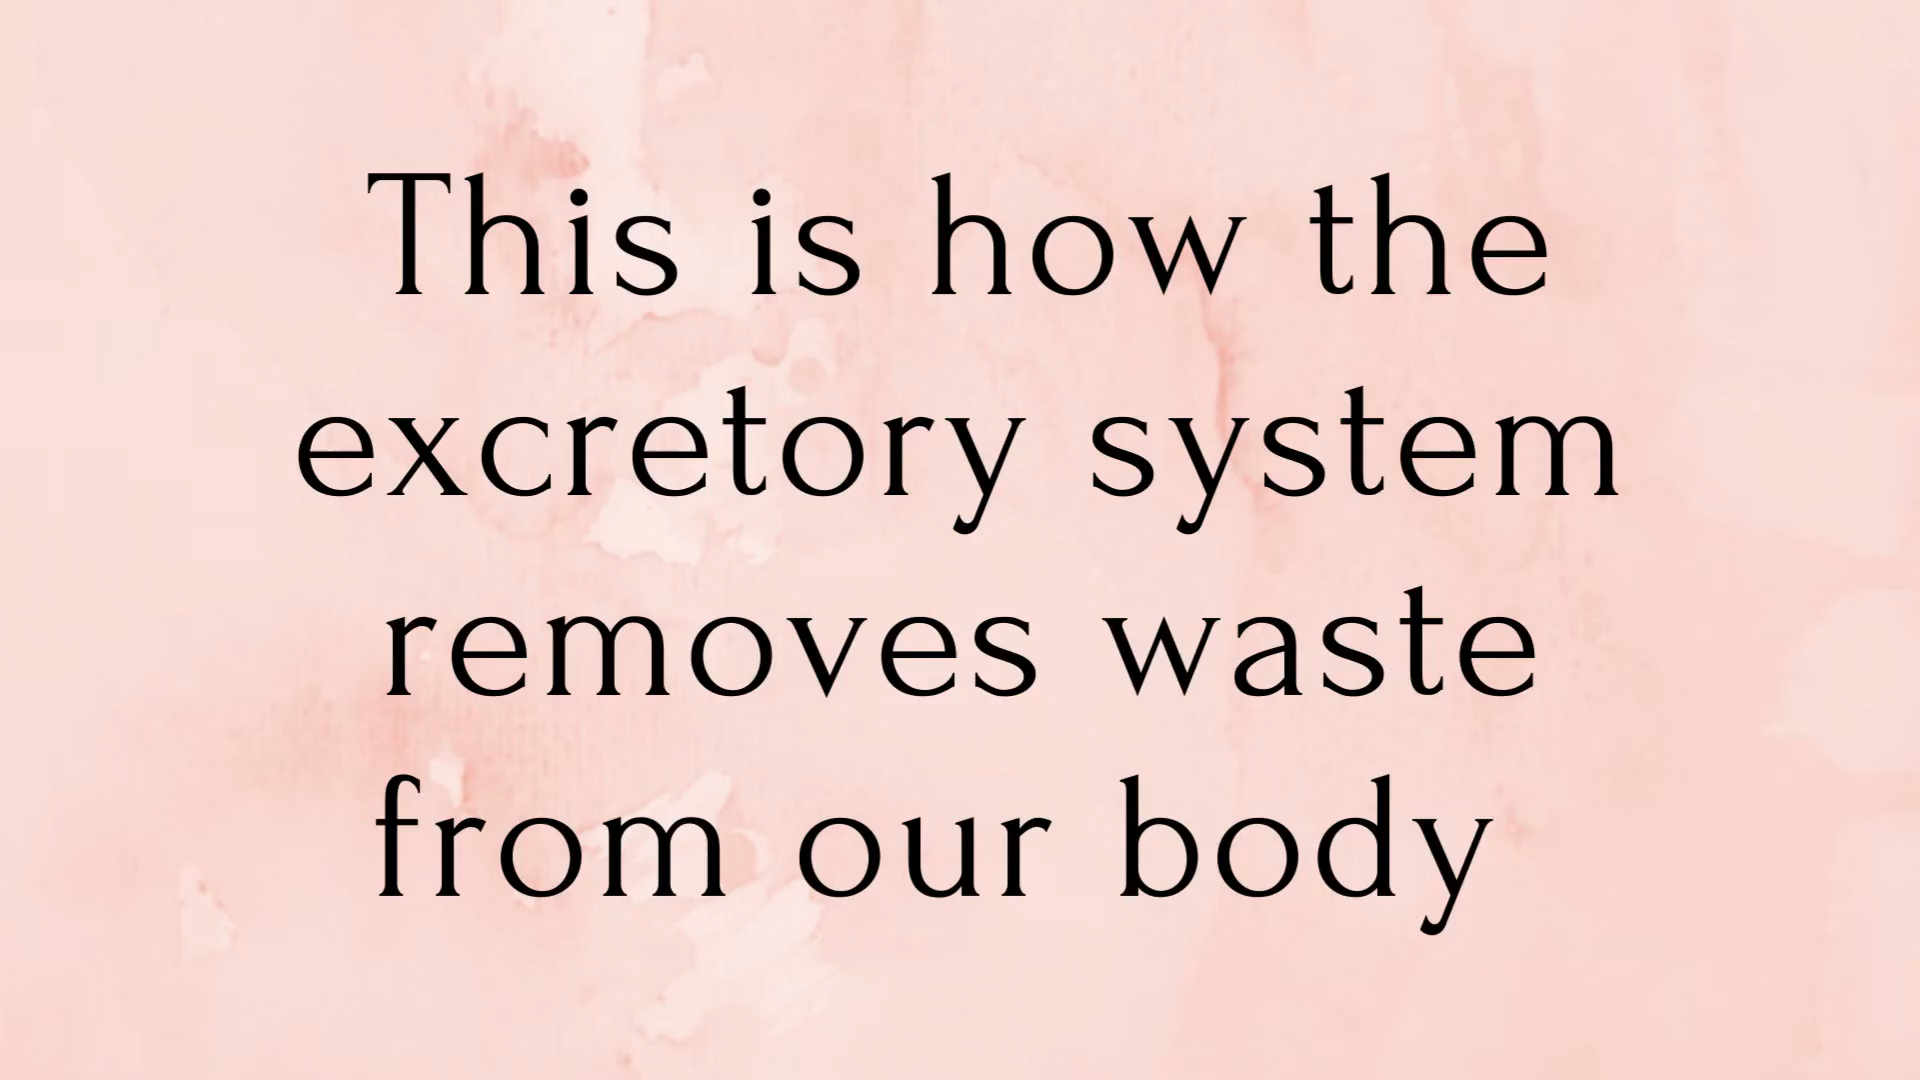 This is how the
excretory system
removes waste
from our body